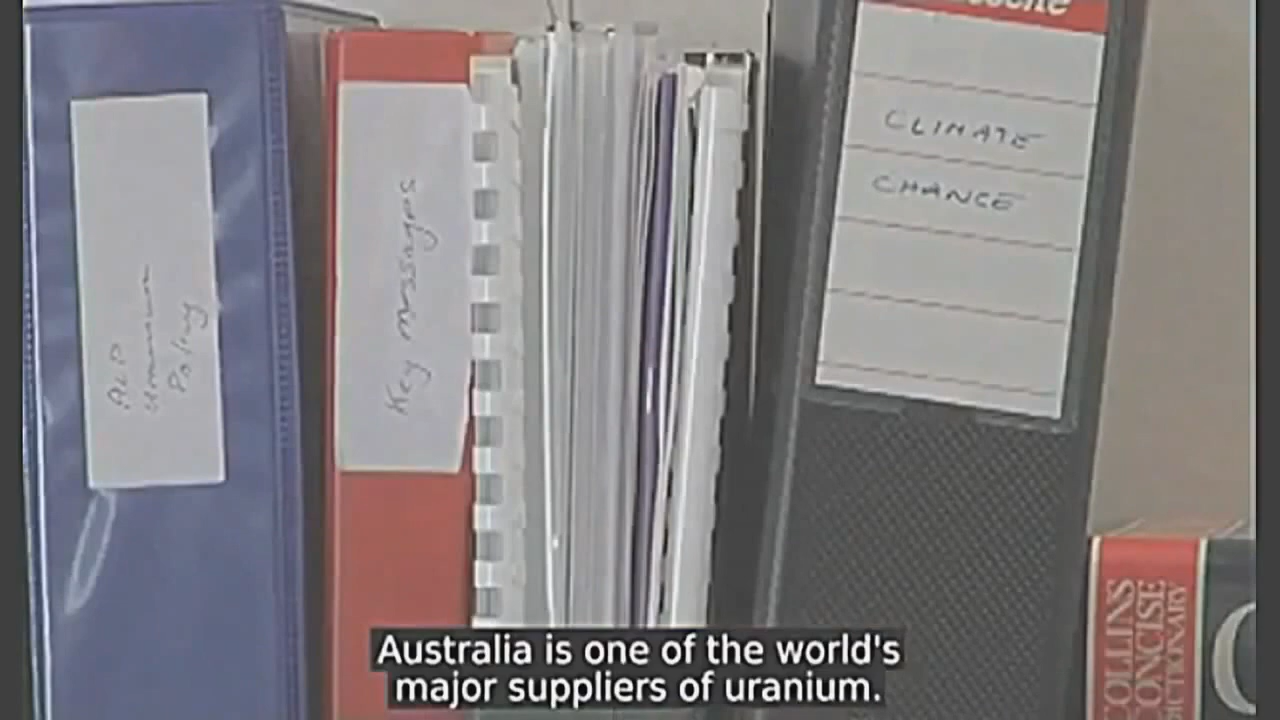 ALP
Uranium
Policy
Key Messages
CLIMATE
CHANGE
COLLINS
CONCISE
DICTIONARY
Australia is one of the world's
major suppliers of uranium.